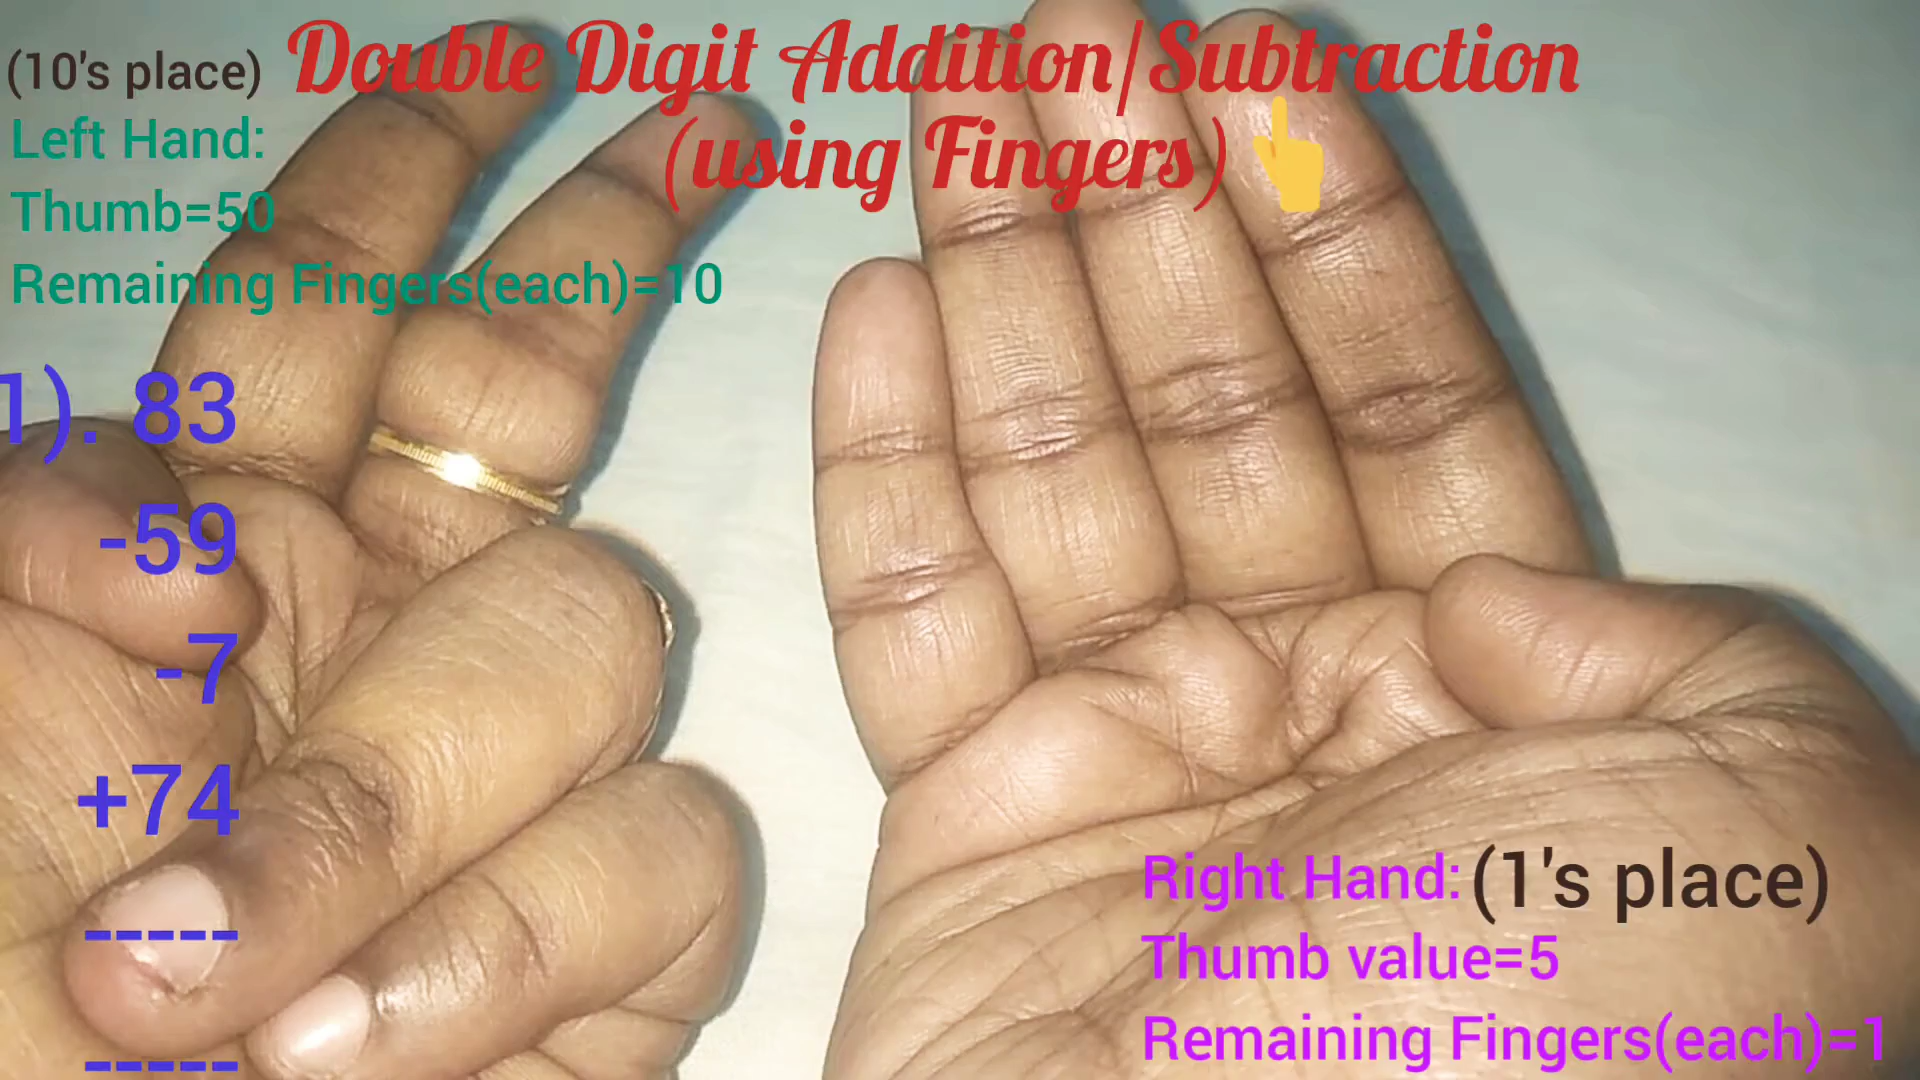 Double Digit Addition/Subtraction
(using Fingers)👆
(10's place)
Left Hand:
Thumb=50
Remaining Fingers(each)=10
1). 83
-59
-7
+74
-----
-----
Right Hand: (1's place)
Thumb value=5
Remaining Fingers(each)=1